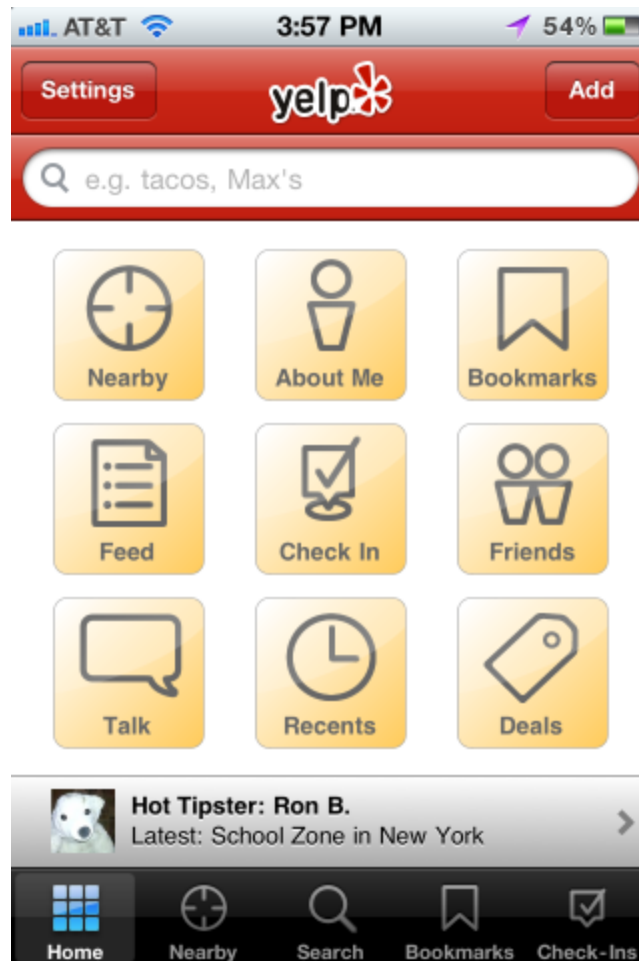 AT&T 3:57 PM 54%
Settings yelp Add
e.g. tacos, Max's
Nearby About Me Bookmarks
Feed Check In Friends
Talk Recents Deals
Hot Tipster: Ron B.
Latest: School Zone in New York
Home Nearby Search Bookmarks Check-Ins